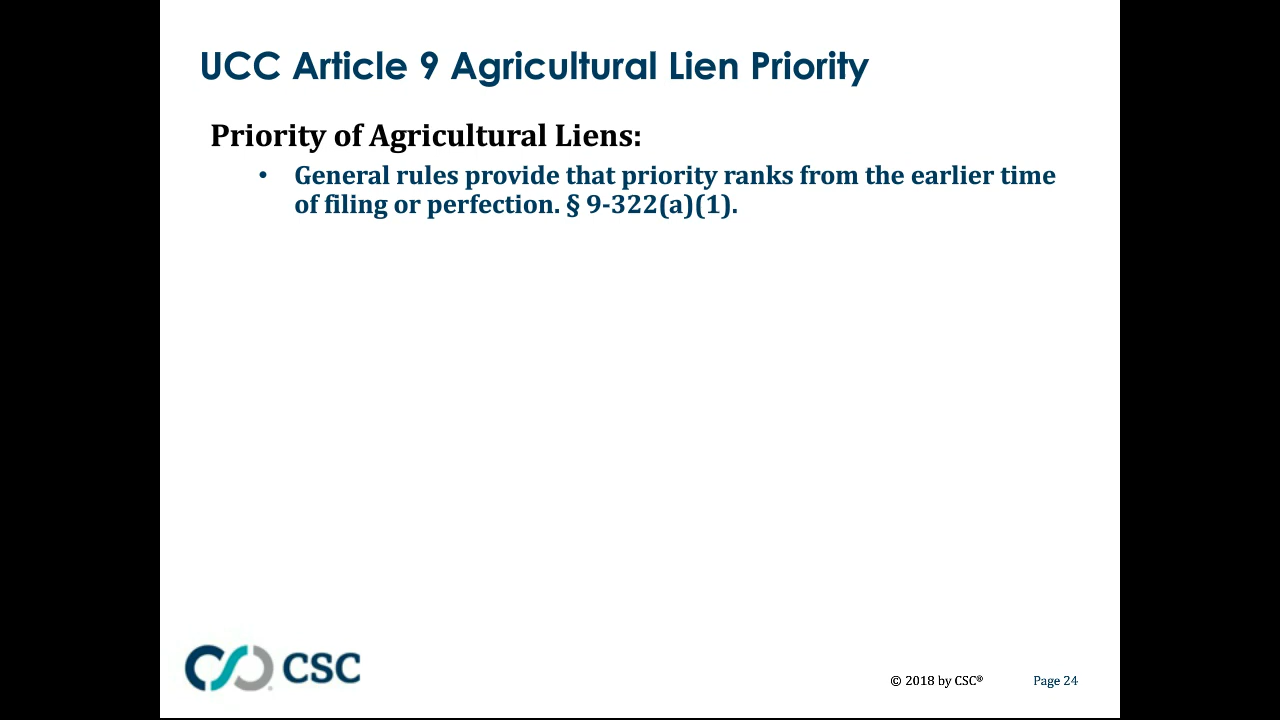 UCC Article 9 Agricultural Lien Priority
Priority of Agricultural Liens:
• General rules provide that priority ranks from the earlier time
of filing or perfection. § 9-322(a)(1).
CSC
© 2018 by CSC®
Page 24